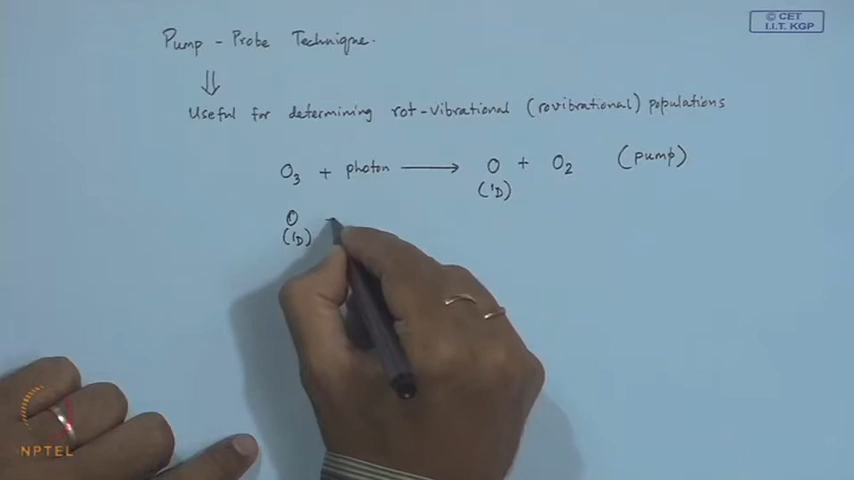 © CET
I.I.T. KGP
Pump - Probe Technique.
⇓
Useful for determining rot-vibrational (rovibrational) populations
O₃ + photon ⟶ O + O₂ (pump)
(¹D)
O
(¹D)
NPTEL